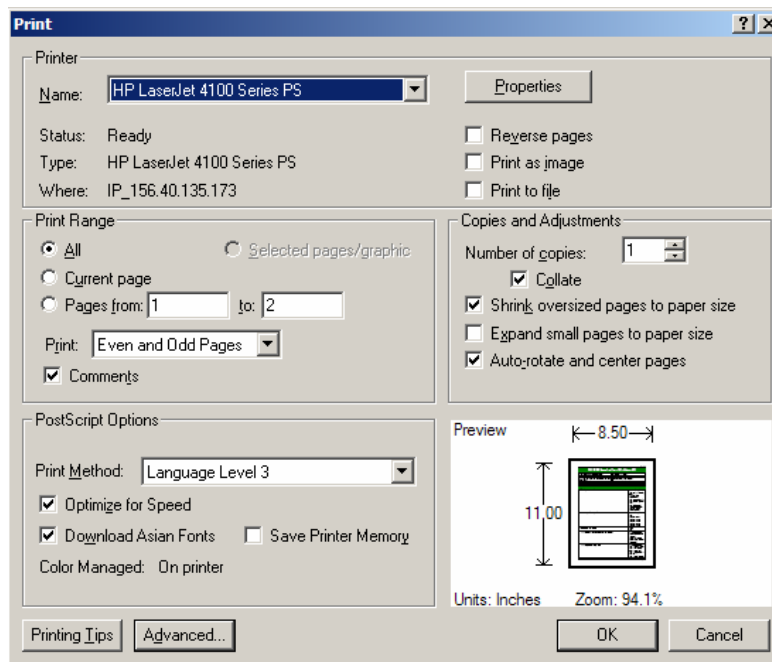 Print
Printer
Name: HP LaserJet 4100 Series PS
Properties
Status: Ready
Reverse pages
Type: HP LaserJet 4100 Series PS
Print as image
Where: IP_156.40.135.173
Print to file
Print Range
All
Selected pages/graphic
Current page
Pages from: 1 to: 2
Print: Even and Odd Pages
Comments
Copies and Adjustments
Number of copies: 1
Collate
Shrink oversized pages to paper size
Expand small pages to paper size
Auto-rotate and center pages
PostScript Options
Print Method: Language Level 3
Optimize for Speed
Download Asian Fonts
Save Printer Memory
Color Managed: On printer
Preview
8.50
11.00
Units: Inches Zoom: 94.1%
Printing Tips
Advanced...
OK
Cancel